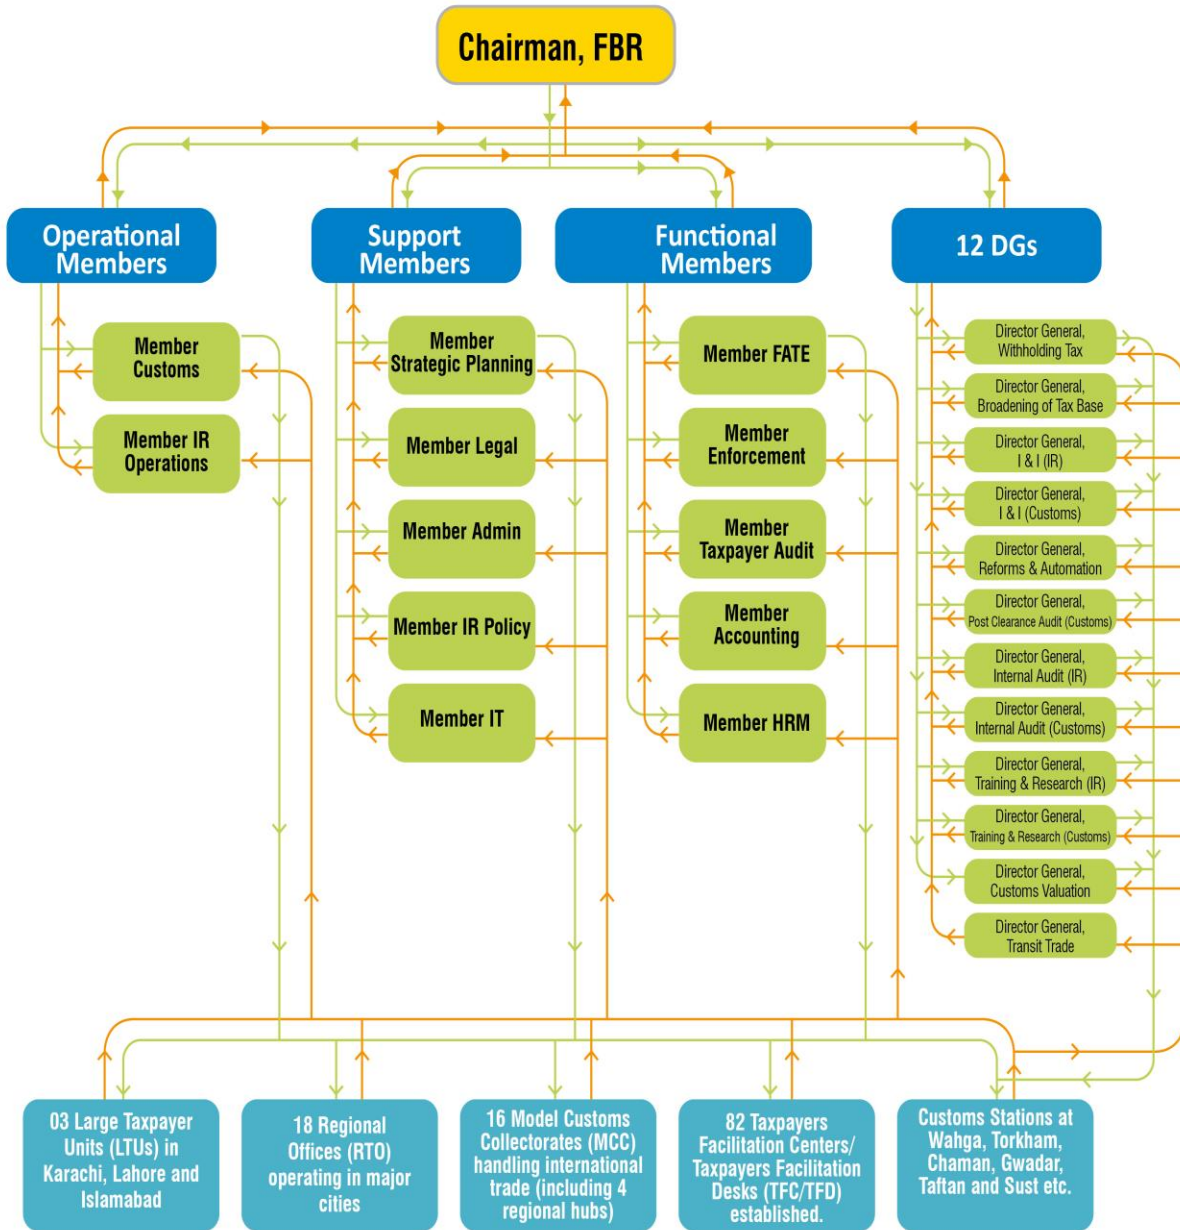 Chairman, FBR
Operational
Members
Support
Members
Functional
Members
12 DGs
Member
Customs
Member IR
Operations
Member
Strategic Planning
Member Legal
Member Admin
Member IR Policy
Member IT
Member FATE
Member
Enforcement
Member
Taxpayer Audit
Member
Accounting
Member HRM
Director General,
Withholding Tax
Director General,
Broadening of Tax Base
Director General,
I & I (IR)
Director General,
I & I (Customs)
Director General,
Reforms & Automation
Director General,
Post Clearance Audit (Customs)
Director General,
Internal Audit (IR)
Director General,
Internal Audit (Customs)
Director General,
Training & Research (IR)
Director General,
Training & Research (Customs)
Director General,
Customs Valuation
Director General,
Transit Trade
03 Large Taxpayer
Units (LTUs) in
Karachi, Lahore and
Islamabad
18 Regional
Offices (RTO)
operating in major
cities
16 Model Customs
Collectorates (MCC)
handling international
trade (including 4
regional hubs)
82 Taxpayers
Facilitation Centers/
Taxpayers Facilitation
Desks (TFC/TFD)
established.
Customs Stations at
Wahga, Torkham,
Chaman, Gwadar,
Taftan and Sust etc.